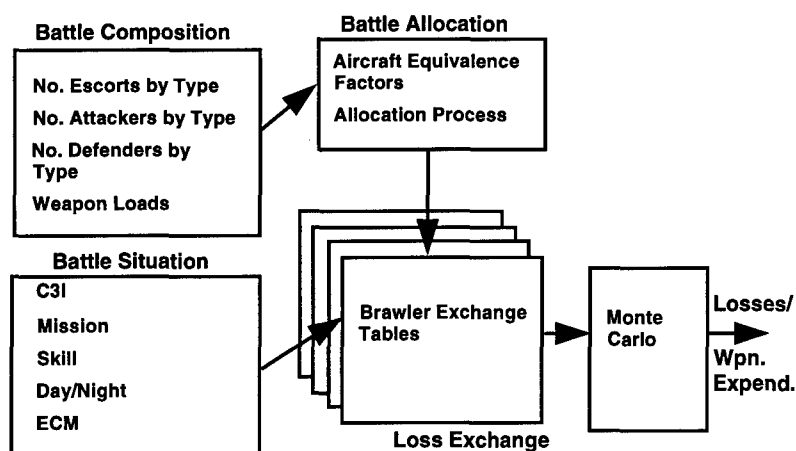 Battle Composition
No. Escorts by Type
No. Attackers by Type
No. Defenders by
Type
Weapon Loads
Battle Allocation
Aircraft Equivalence
Factors
Allocation Process
Battle Situation
C3I
Mission
Skill
Day/Night
ECM
Brawler Exchange
Tables
Loss Exchange
Monte
Carlo
Losses/
Wpn.
Expend.